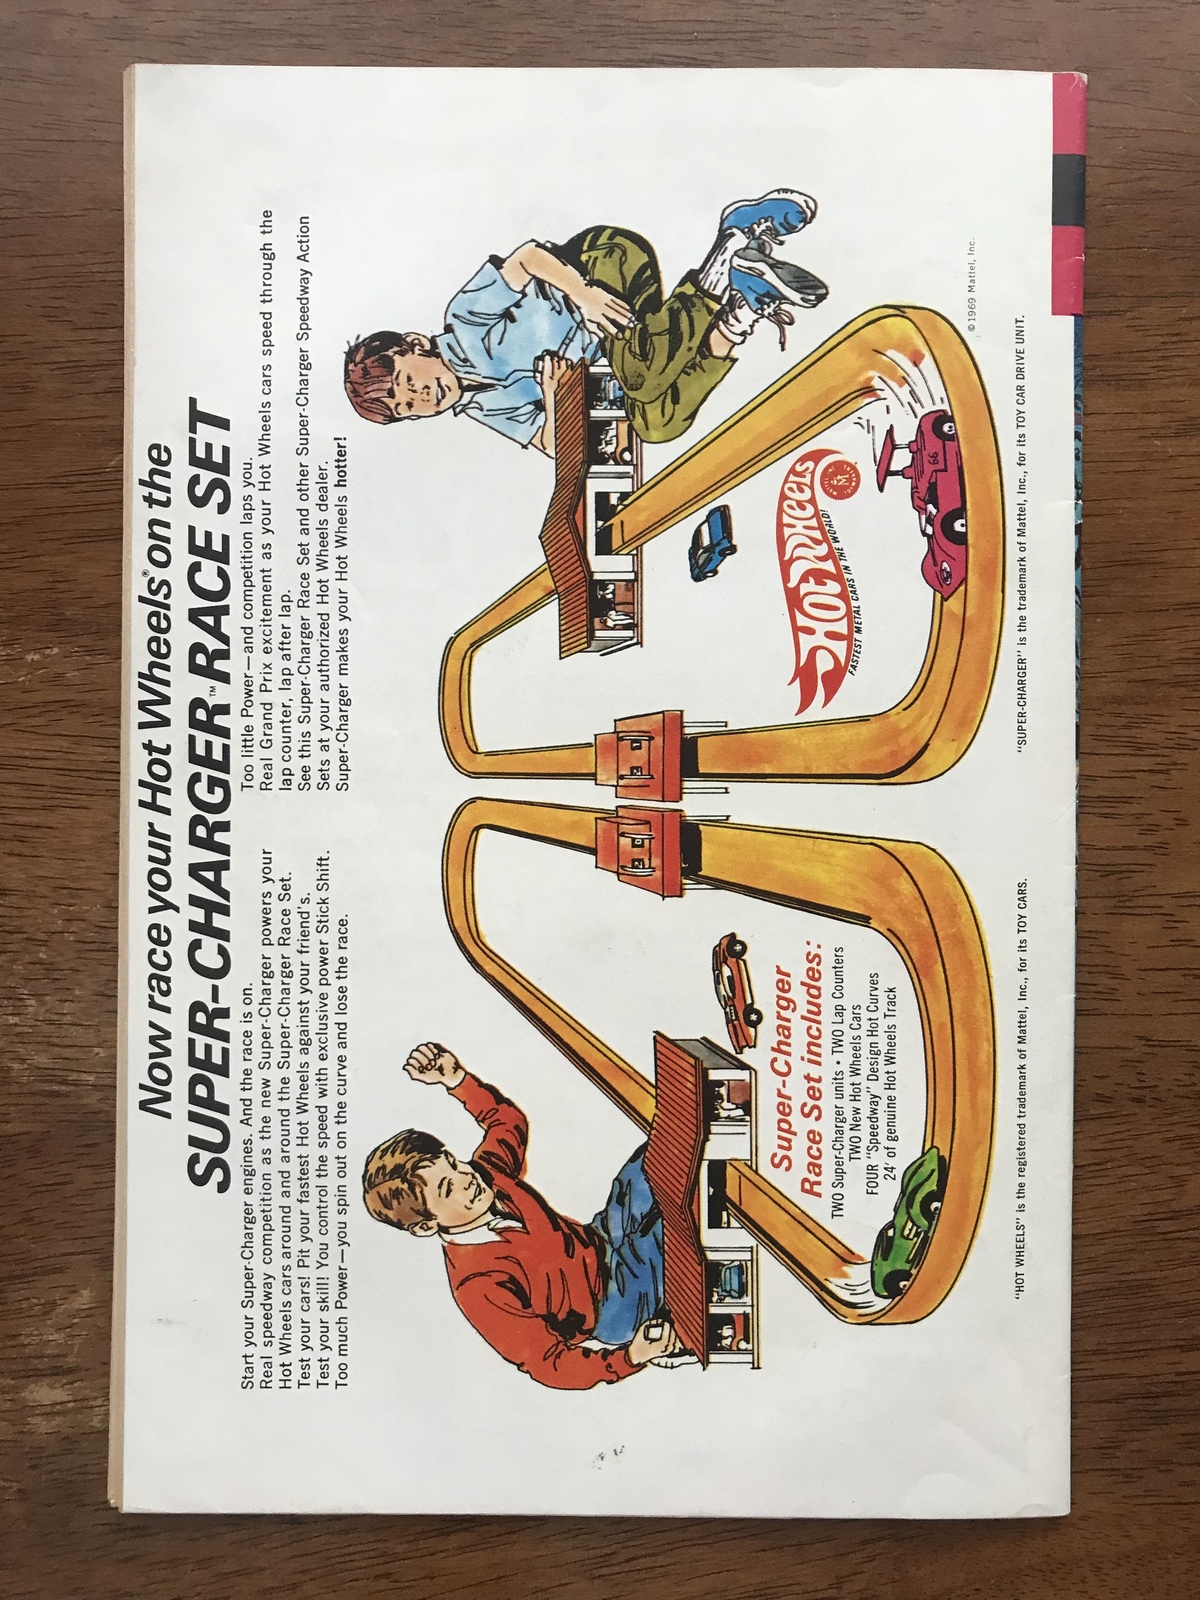 Now race your Hot Wheels® on the
SUPER-CHARGER™ RACE SET
Start your Super-Charger engines. And the race is on.
Real speedway competition as the new Super-Charger powers your
Hot Wheels cars around and around the Super-Charger Race Set.
Test your cars! Pit your fastest Hot Wheels against your friend's.
Test your skill! You control the speed with exclusive power Stick Shift.
Too much Power—you spin out on the curve and lose the race.
Too little Power—and competition laps you.
Real Grand Prix excitement as your Hot Wheels cars speed through the
lap counter, lap after lap.
See this Super-Charger Race Set and other Super-Charger Speedway Action
Sets at your authorized Hot Wheels dealer.
Super-Charger makes your Hot Wheels hotter!
Super-Charger
Race Set includes:
TWO Super-Charger units • TWO Lap Counters
TWO New Hot Wheels Cars
FOUR "Speedway" Design Hot Curves
24' of genuine Hot Wheels Track
HOT WHEELS
FASTEST METAL CARS IN THE WORLD!
66
© 1969 Mattel, Inc.
"HOT WHEELS" is the registered trademark of Mattel, Inc., for its TOY CARS.
"SUPER-CHARGER" is the trademark of Mattel, Inc., for its TOY CAR DRIVE UNIT.